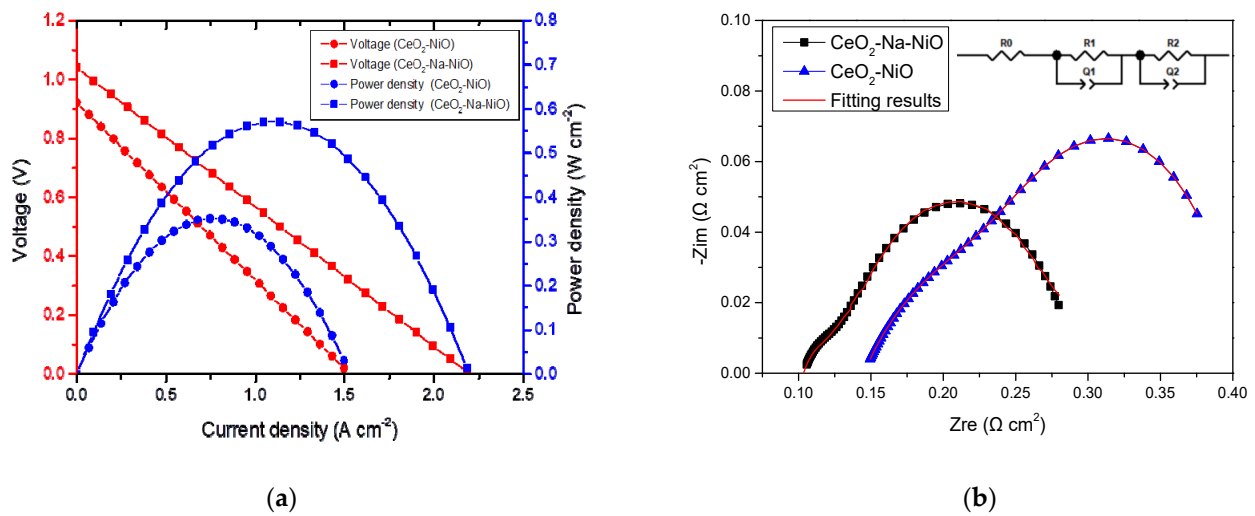 Voltage (CeO2-NiO)
Voltage (CeO2-Na-NiO)
Power density (CeO2-NiO)
Power density (CeO2-Na-NiO)
Voltage (V)
1.2
1.0
0.8
0.6
0.4
0.2
0.0
0.0 0.5 1.0 1.5 2.0 2.5
Current density (A cm-2)
0.8
0.7
0.6
0.5
0.4
0.3
0.2
0.1
0.0
Power density (W cm-2)
(a)
CeO2-Na-NiO
CeO2-NiO
Fitting results
R0 R1 R2
Q1 Q2
-Zim (Ω cm2)
0.10
0.08
0.06
0.04
0.02
0.00
0.10 0.15 0.20 0.25 0.30 0.35 0.40
Zre (Ω cm2)
(b)